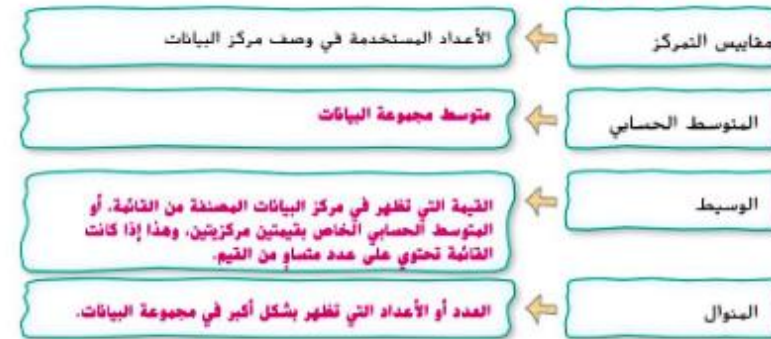 مقاييس التمركز
الأعداد المستخدمة في وصف مركز البيانات
المتوسط الحسابي
متوسط مجموعة البيانات
الوسيط
القيمة التي تظهر في مركز البيانات المصنفة من القائمة، أو
المتوسط الحسابي الخاص بقيمتين مركزيتين، وهذا إذا كانت
القائمة تحتوي على عدد متساوٍ من القيم.
المنوال
العدد أو الأعداد التي تظهر بشكل أكبر في مجموعة البيانات.